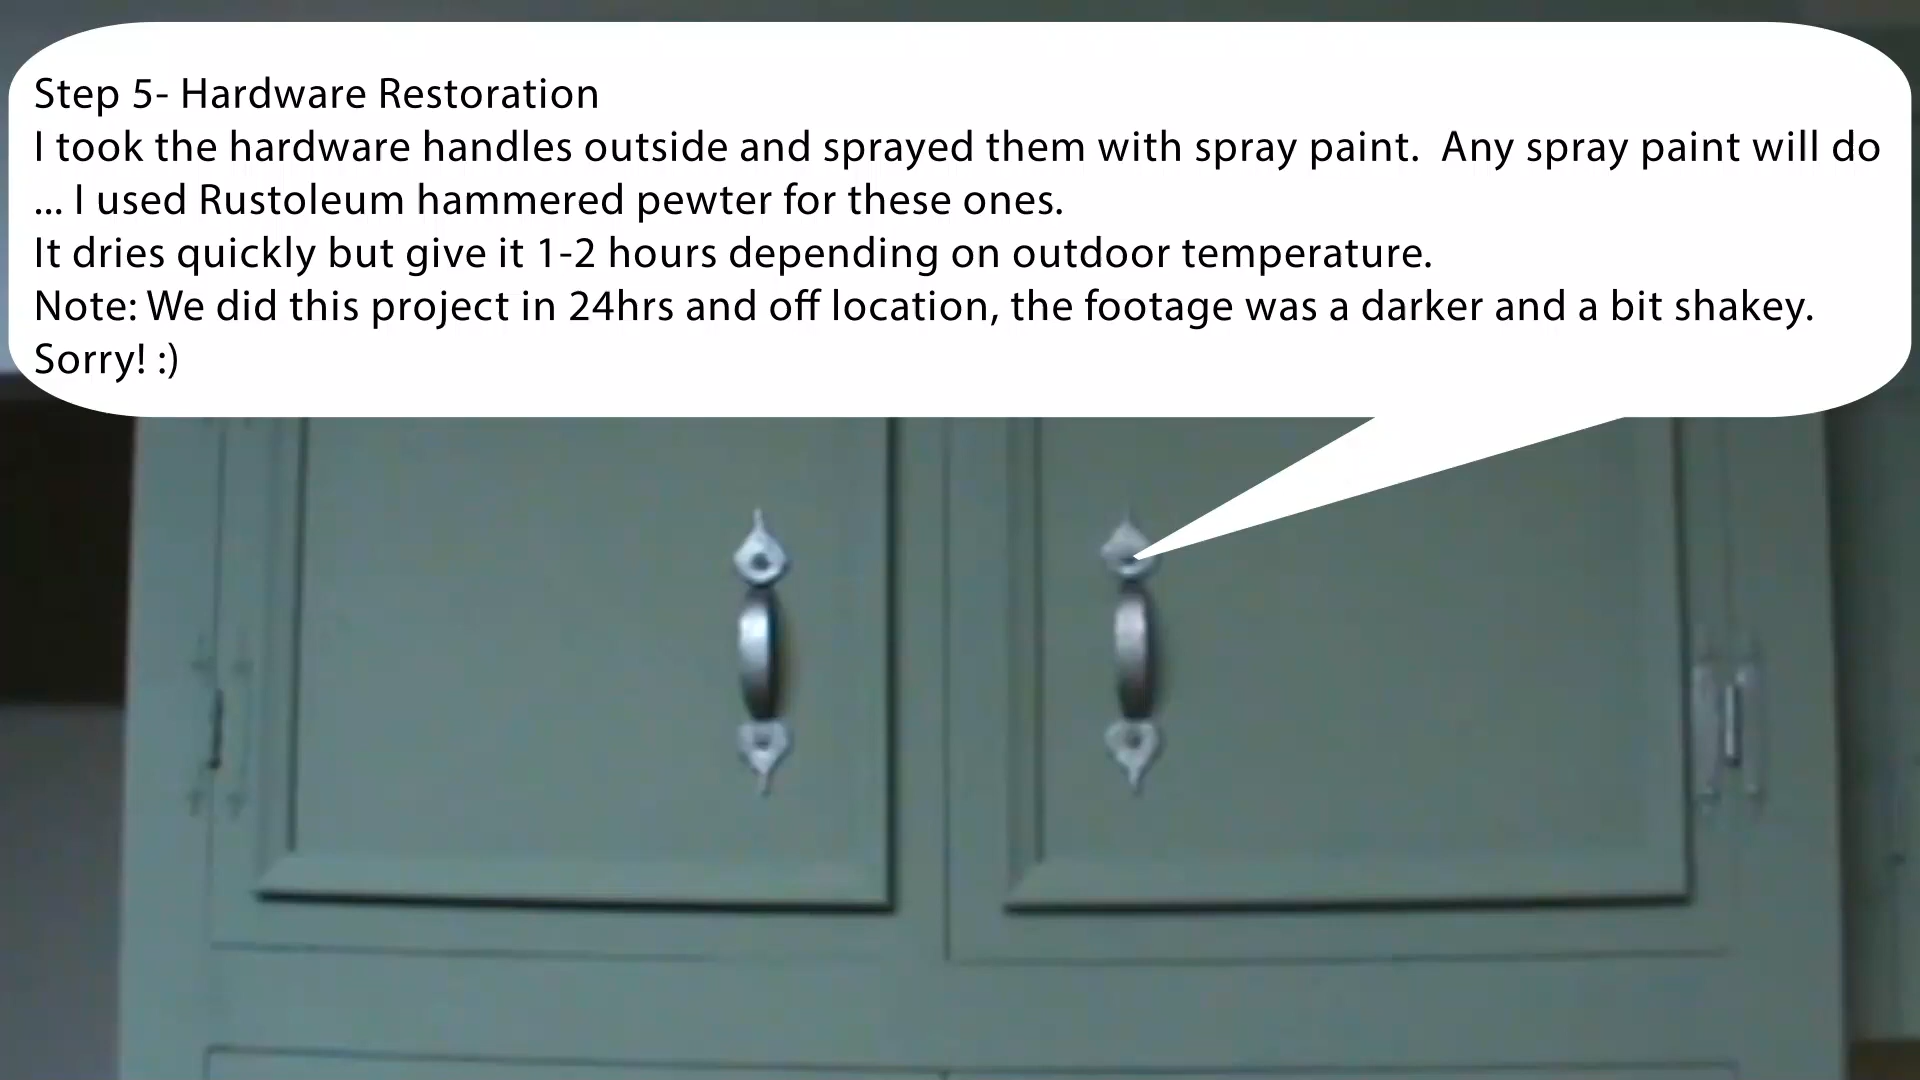 Step 5- Hardware Restoration
I took the hardware handles outside and sprayed them with spray paint.  Any spray paint will do
... I used Rustoleum hammered pewter for these ones.
It dries quickly but give it 1-2 hours depending on outdoor temperature.
Note: We did this project in 24hrs and off location, the footage was a darker and a bit shakey.
Sorry! :)